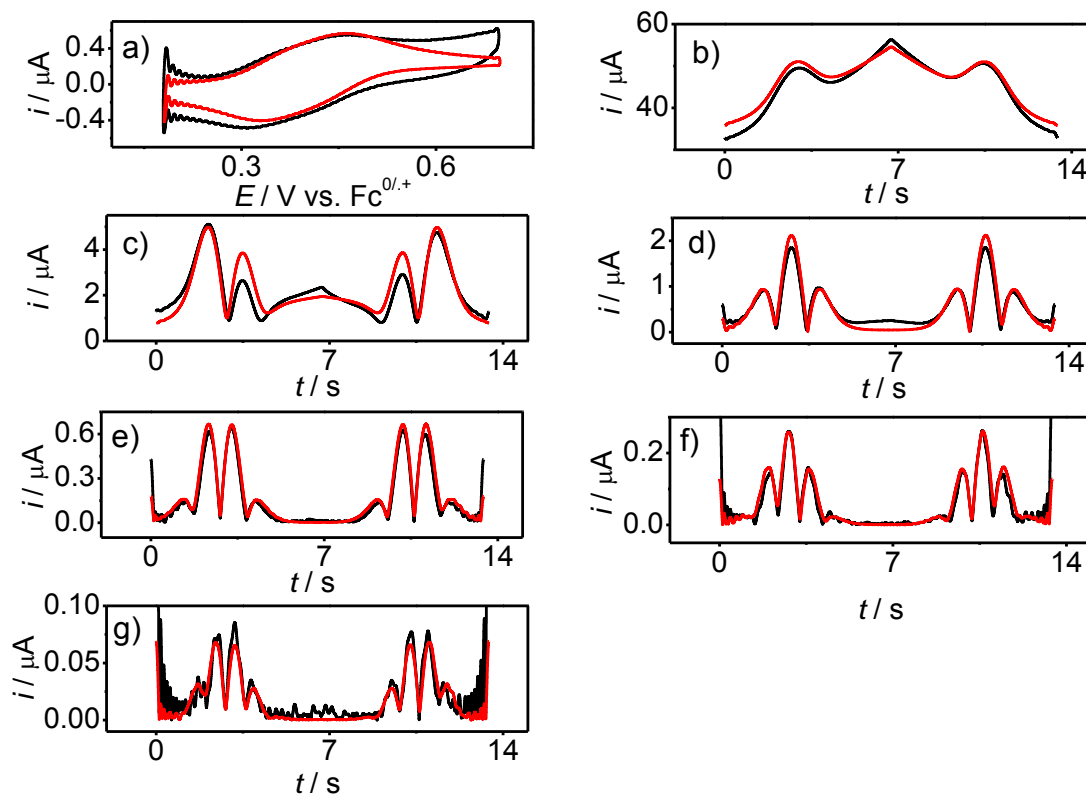 a)
i / μA
0.4
0.0
-0.4
0.3
0.6
E / V vs. Fc0/.+
b)
i / μA
60
40
0
7
14
t / s
c)
i / μA
4
2
0
0
7
14
t / s
d)
i / μA
2
1
0
0
7
14
t / s
e)
i / μA
0.6
0.3
0.0
0
7
14
t / s
f)
i / μA
0.2
0.0
0
7
14
t / s
g)
i / μA
0.10
0.05
0.00
0
7
14
t / s